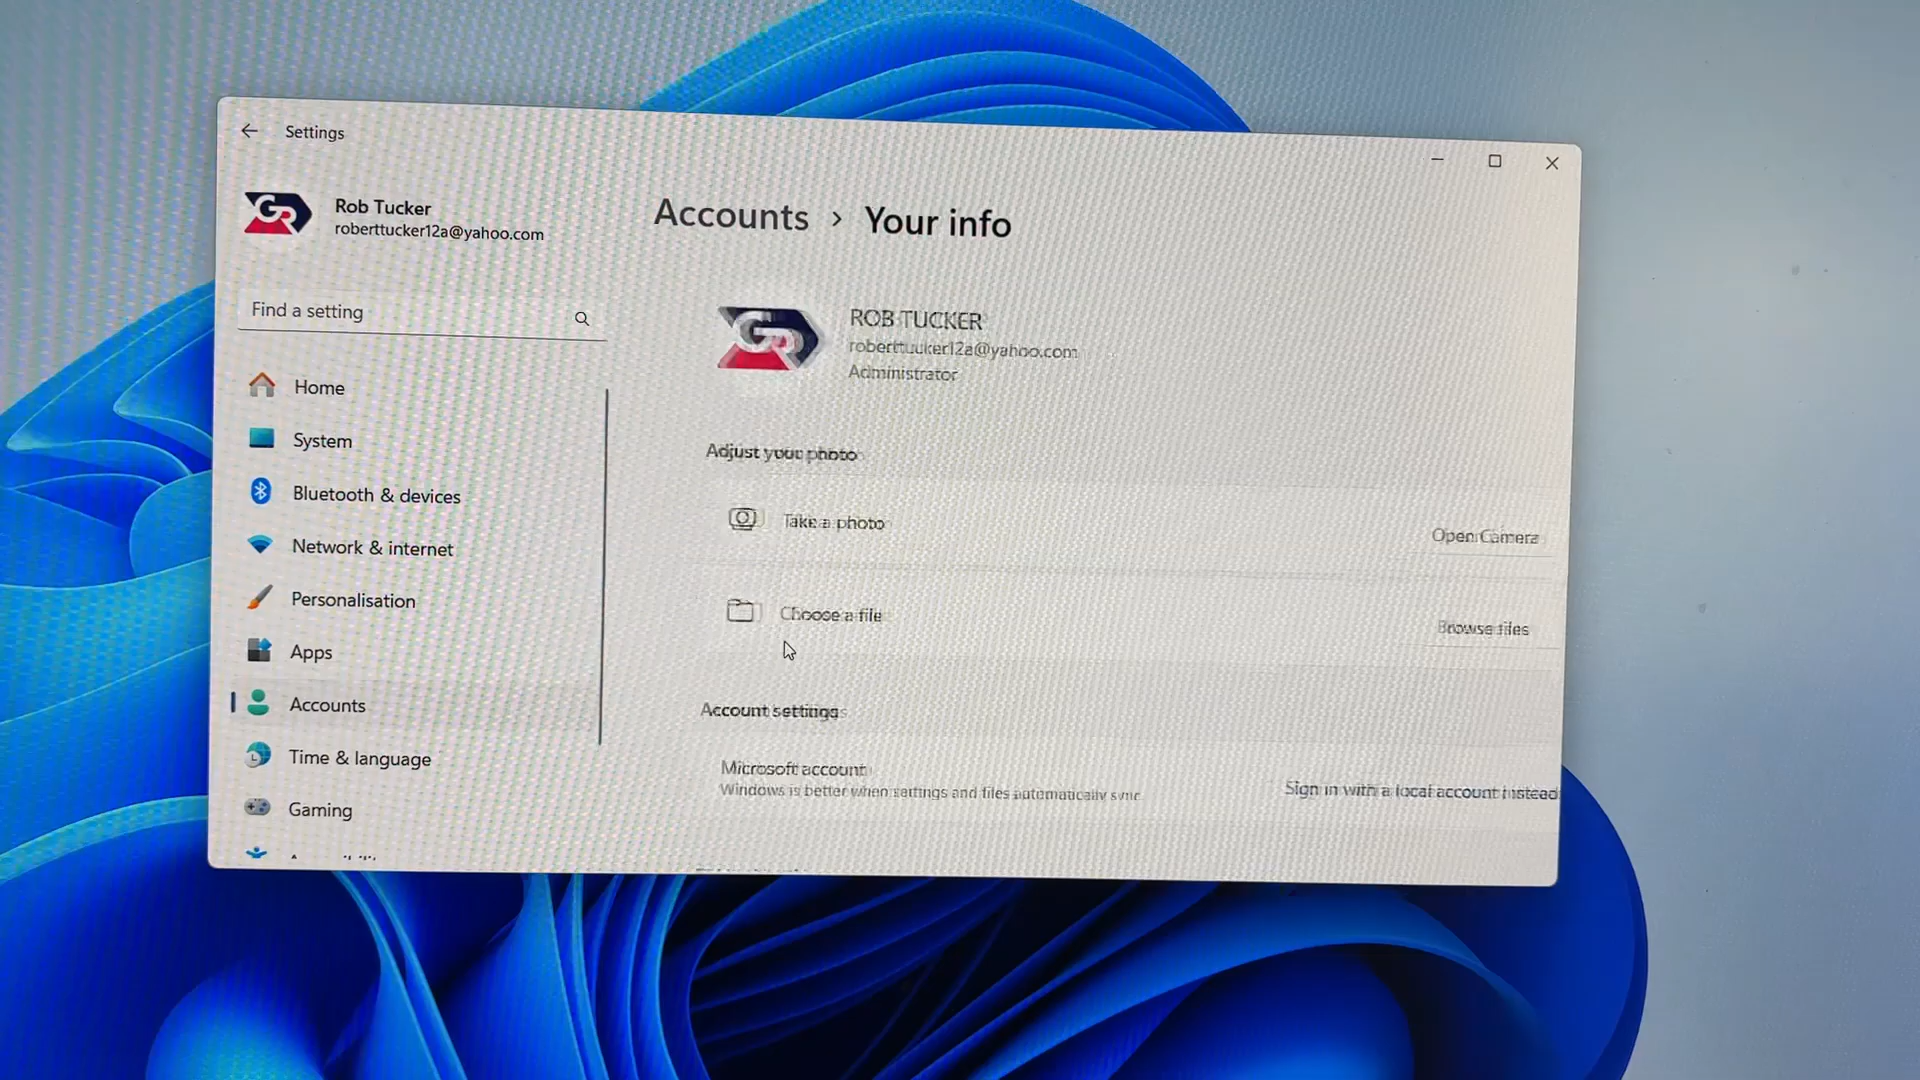 Settings
Rob Tucker
roberttucker12a@yahoo.com
Find a setting
Home
System
Bluetooth & devices
Network & internet
Personalisation
Apps
Accounts
Time & language
Gaming
Accounts > Your info
GR
ROB TUCKER
roberttucker12a@yahoo.com
Administrator
Adjust your photo
Take a photo
Open Camera
Choose a file
Browse files
Account settings
Microsoft account
Windows is better when settings and files automatically sync
Sign in with a local account instead